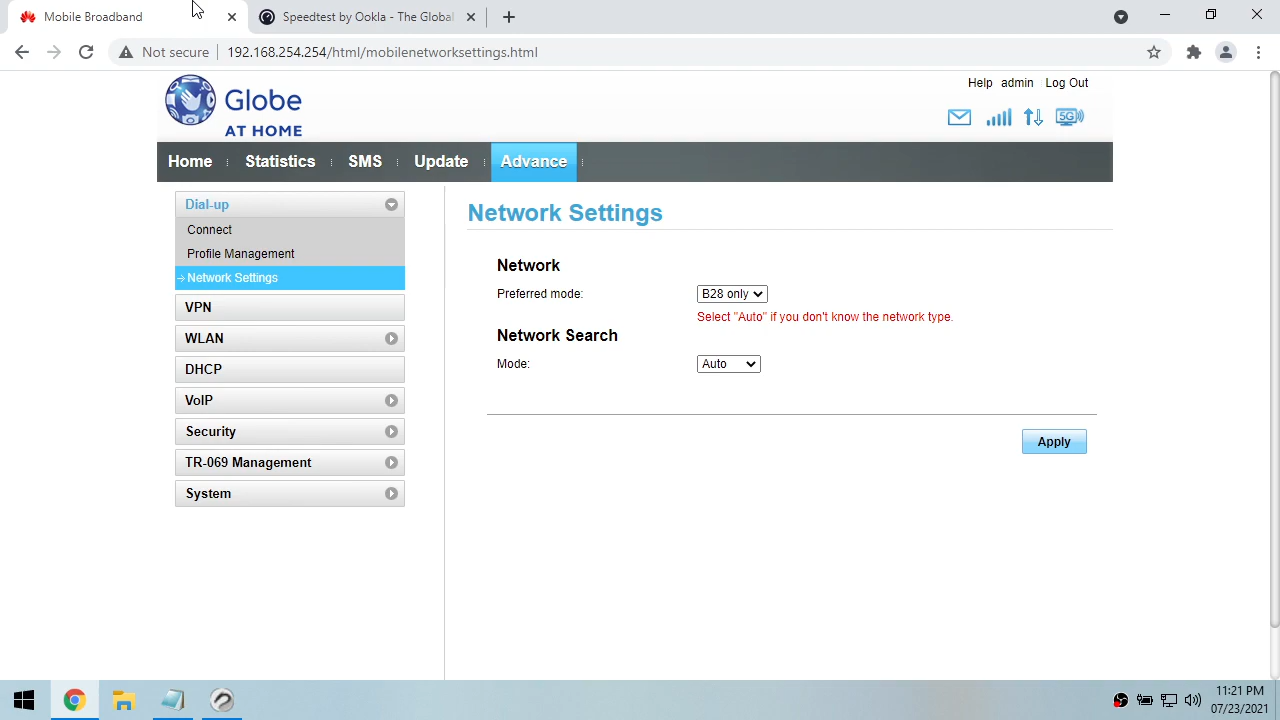 Mobile Broadband
Speedtest by Ookla - The Global
Not secure
192.168.254.254/html/mobilenetworksettings.html
Globe
AT HOME
Help admin Log Out
5G
Home Statistics SMS Update Advance
Dial-up
Connect
Profile Management
Network Settings
VPN
WLAN
DHCP
VoIP
Security
TR-069 Management
System
Network Settings
Network
Preferred mode: B28 only
Select "Auto" if you don't know the network type.
Network Search
Mode: Auto
Apply
11:21 PM
07/23/2021